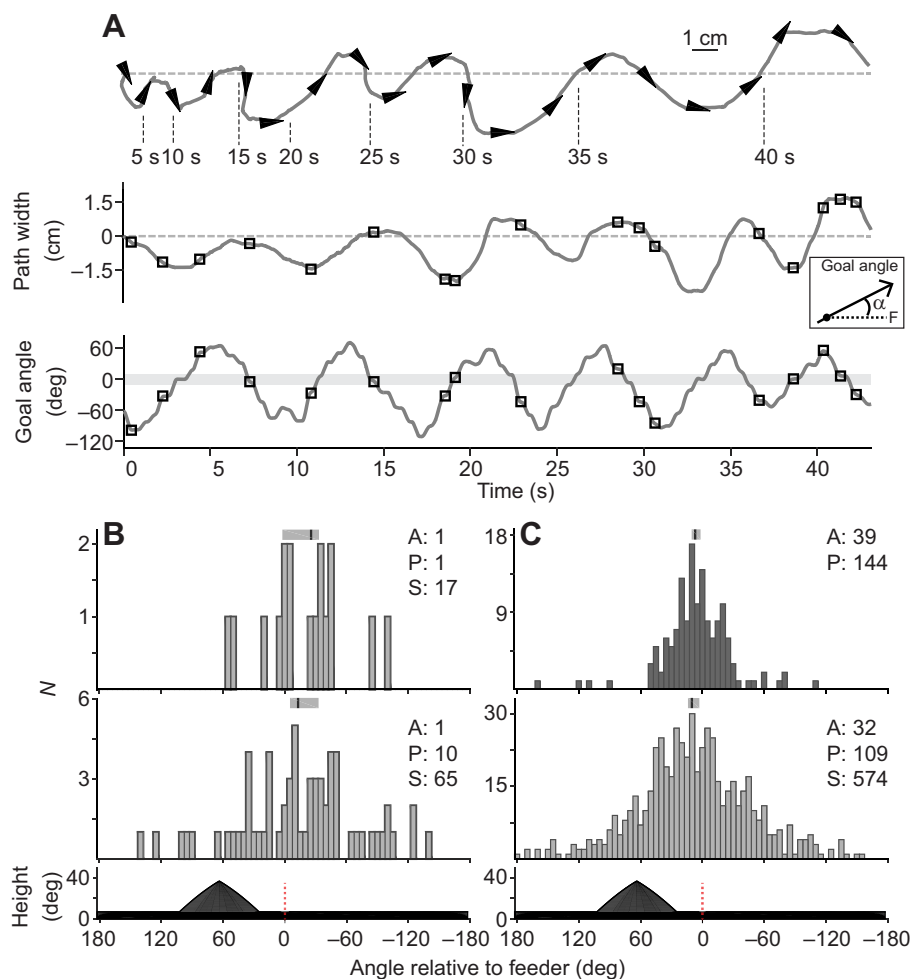 A
1 cm
5 s 10 s 15 s 20 s 25 s 30 s 35 s 40 s
Path width (cm)
1.5
0
–1.5
Goal angle
α
F
Goal angle (deg)
60
0
–60
–120
0 5 10 15 20 25 30 35 40
Time (s)
B
N
2
1
A: 1
P: 1
S: 17
6
3
A: 1
P: 10
S: 65
C
18
9
A: 39
P: 144
30
15
A: 32
P: 109
S: 574
Height (deg)
40
0
180 120 60 0 –60 –120 –180
40
0
180 120 60 0 –60 –120 –180
Angle relative to feeder (deg)